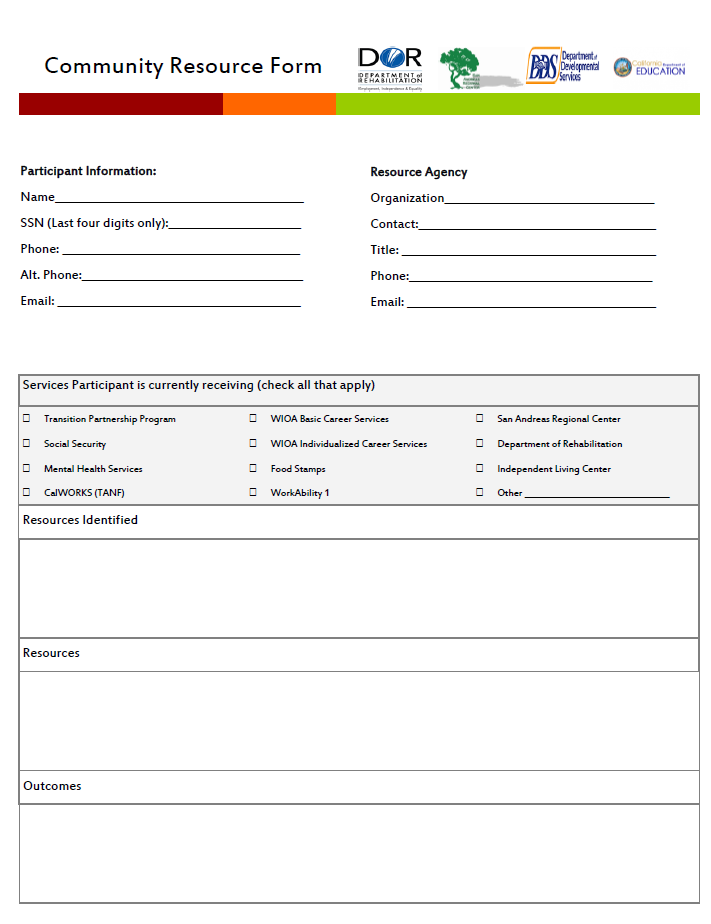 Community Resource Form
DOR
DEPARTMENT of
REHABILITATION
Employment, Independence & Equality
DDS
Department of
Developmental
Services
California Department of
EDUCATION
Participant Information:
Name
SSN (Last four digits only):
Phone:
Alt. Phone:
Email:
Resource Agency
Organization
Contact:
Title:
Phone:
Email:
Services Participant is currently receiving (check all that apply)
☐ Transition Partnership Program ☐ WIOA Basic Career Services ☐ San Andreas Regional Center
☐ Social Security ☐ WIOA Individualized Career Services ☐ Department of Rehabilitation
☐ Mental Health Services ☐ Food Stamps ☐ Independent Living Center
☐ CalWORKS (TANF) ☐ WorkAbility 1 ☐ Other
Resources Identified
Resources
Outcomes